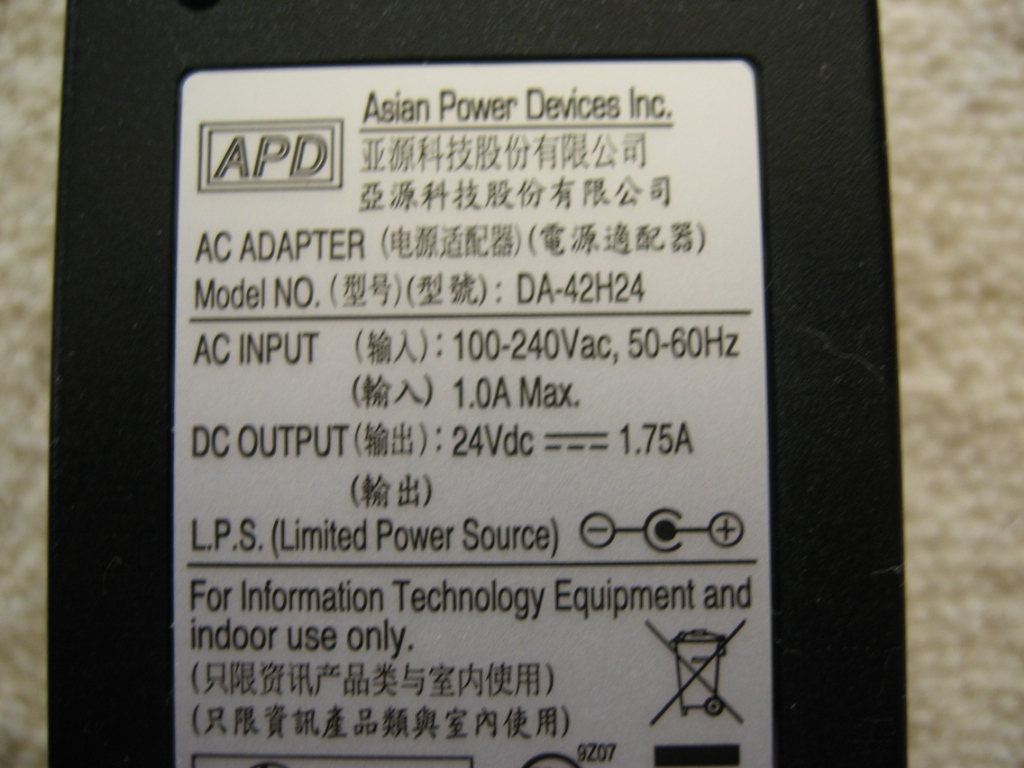 Asian Power Devices Inc.
APD
亚源科技股份有限公司
亞源科技股份有限公司
AC ADAPTER (电源适配器)(電源適配器)
Model NO. (型号)(型號): DA-42H24
AC INPUT (输入): 100-240Vac, 50-60Hz
(輸入) 1.0A Max.
DC OUTPUT (输出): 24Vdc ⎓ 1.75A
(輸出)
L.P.S. (Limited Power Source)
For Information Technology Equipment and
indoor use only.
(只限资讯产品类与室内使用)
(只限資訊產品類與室內使用)
9Z07